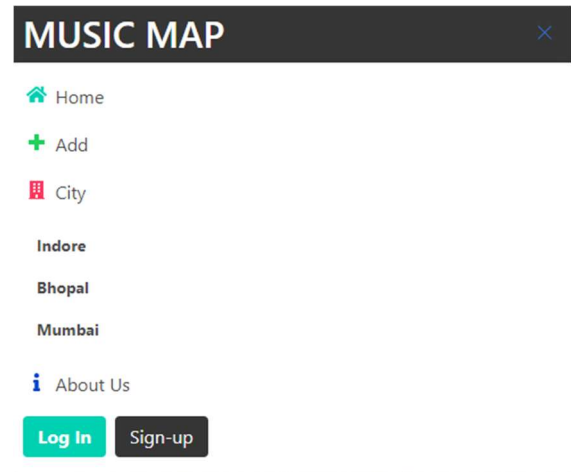 MUSIC MAP
Home
Add
City
Indore
Bhopal
Mumbai
About Us
Log In Sign-up